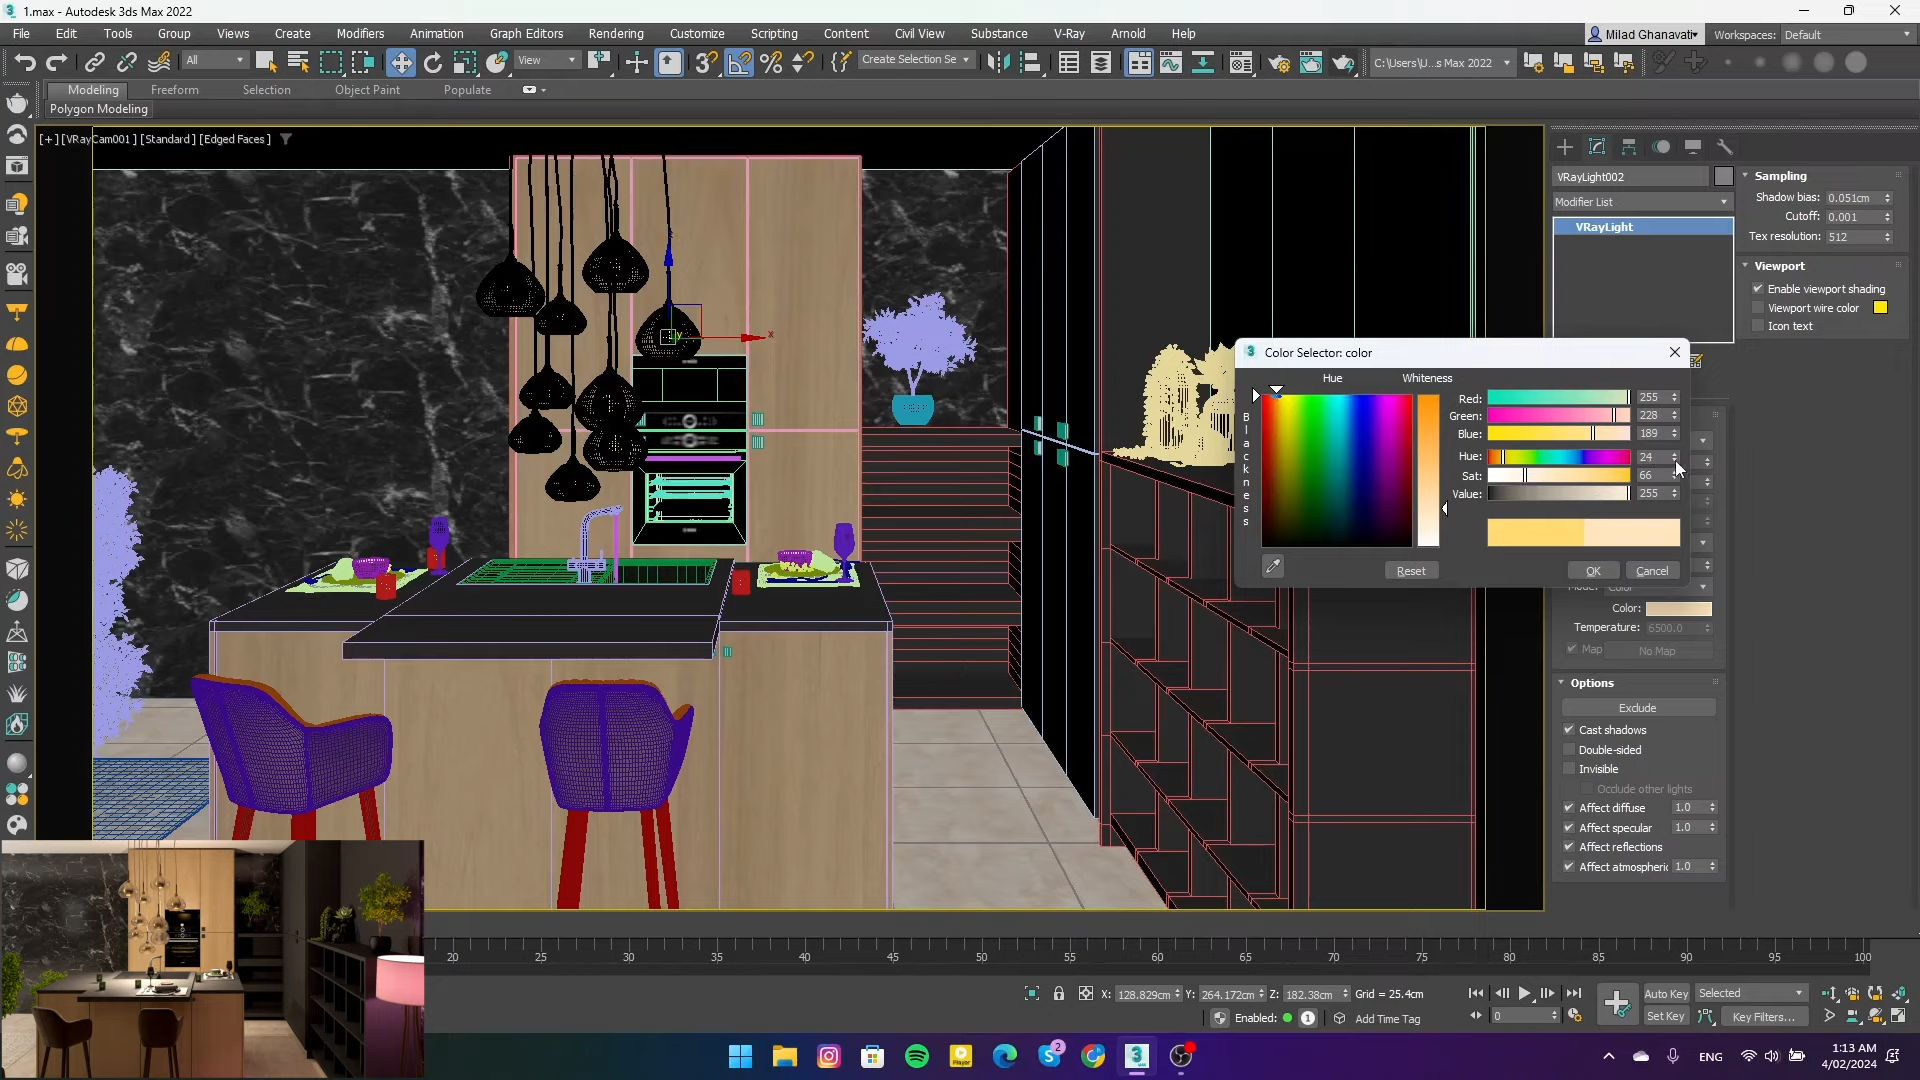 1.max - Autodesk 3ds Max 2022
File Edit Tools Group Views Create Modifiers Animation Graph Editors Rendering Customize Scripting Content Civil View Substance V-Ray Arnold Help
Milad Ghanavati
Workspaces: Default
All
View
Create Selection Se
C:\Users\U...s Max 2022
Modeling Freeform Selection Object Paint Populate
Polygon Modeling
[+] [VRayCam001] [Standard] [Edged Faces]
VRayLight002
Modifier List
VRayLight
Sampling
Shadow bias: 0.051cm
Cutoff: 0.001
Tex resolution: 512
Viewport
Enable viewport shading
Viewport wire color
Icon text
3 Color Selector: color
Hue Whiteness
Blackness
Red: 255
Green: 228
Blue: 189
Hue: 24
Sat: 66
Value: 255
Reset OK Cancel
Color
Color:
Temperature: 6500.0
Map No Map
Options
Exclude
Cast shadows
Double-sided
Invisible
Occlude other lights
Affect diffuse 1.0
Affect specular 1.0
Affect reflections
Affect atmospheric 1.0
x
y
20 25 30 35 40 45 50 55 60 65 70 75 80 85 90 95 100
X: 128.829cm Y: 264.172cm Z: 182.38cm Grid = 25.4cm
Enabled: 1 Add Time Tag
0
Auto Key Selected
Set Key Key Filters...
2
ENG
1:13 AM
4/02/2024